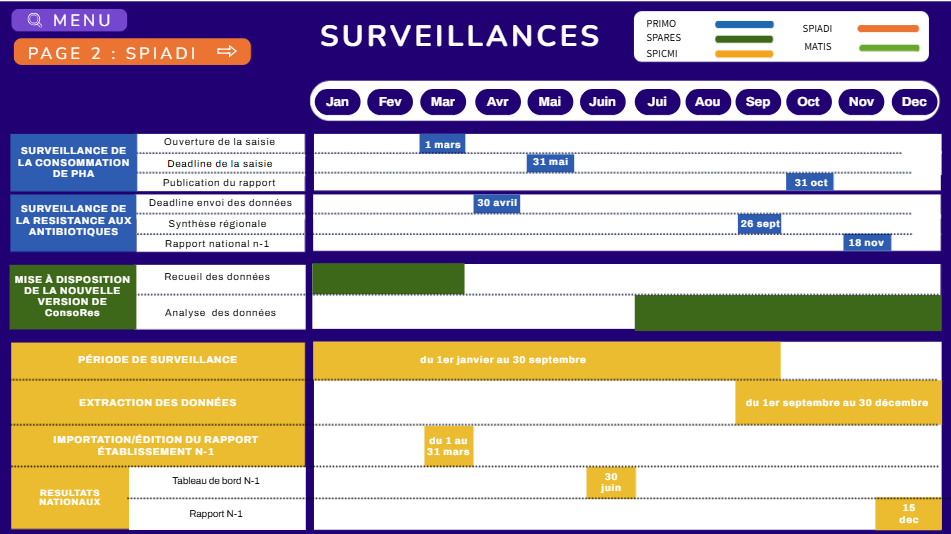 MENU
PAGE 2 : SPIADI
SURVEILLANCES
PRIMO
SPARES
SPICMI
SPIADI
MATIS
Jan Fev Mar Avr Mai Juin Jui Aou Sep Oct Nov Dec
SURVEILLANCE DE
LA CONSOMMATION
DE PHA
Ouverture de la saisie
1 mars
Deadline de la saisie
31 mai
Publication du rapport
31 oct
SURVEILLANCE DE
LA RESISTANCE AUX
ANTIBIOTIQUES
Deadline envoi des données
30 avril
Synthèse régionale
26 sept
Rapport national n-1
18 nov
MISE À DISPOSITION
DE LA NOUVELLE
VERSION DE
ConsoRes
Recueil des données
Analyse des données
PÉRIODE DE SURVEILLANCE
du 1er janvier au 30 septembre
EXTRACTION DES DONNÉES
du 1er septembre au 30 décembre
IMPORTATION/ÉDITION DU RAPPORT
ÉTABLISSEMENT N-1
du 1 au
31 mars
RESULTATS
NATIONAUX
Tableau de bord N-1
30
juin
Rapport N-1
15
dec